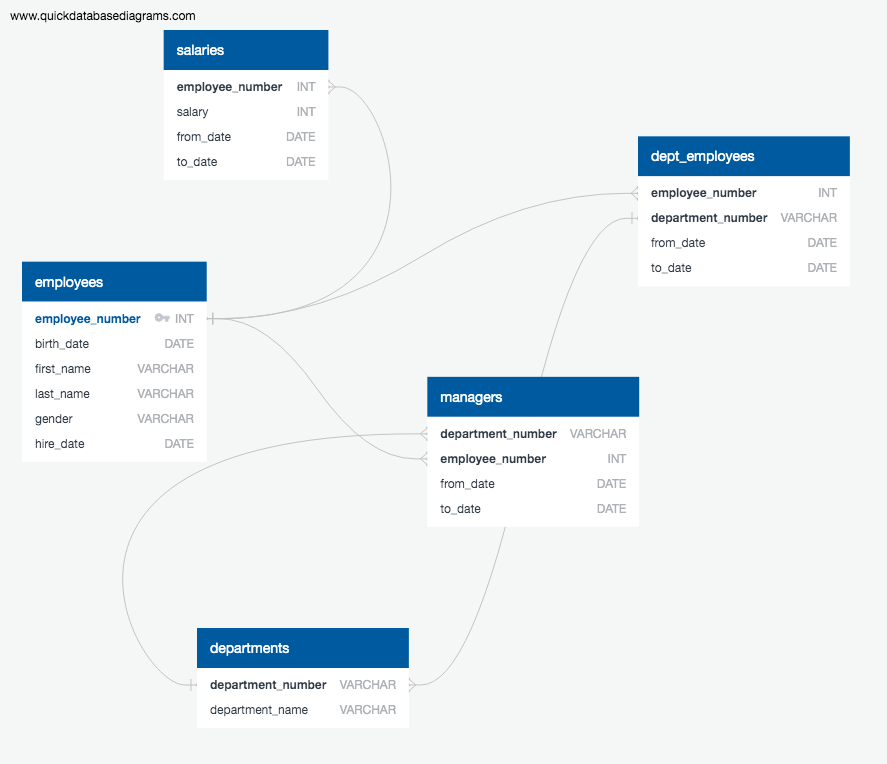 www.quickdatabasediagrams.com
salaries
employee_number INT
salary INT
from_date DATE
to_date DATE
dept_employees
employee_number INT
department_number VARCHAR
from_date DATE
to_date DATE
employees
employee_number INT
birth_date DATE
first_name VARCHAR
last_name VARCHAR
gender VARCHAR
hire_date DATE
managers
department_number VARCHAR
employee_number INT
from_date DATE
to_date DATE
departments
department_number VARCHAR
department_name VARCHAR